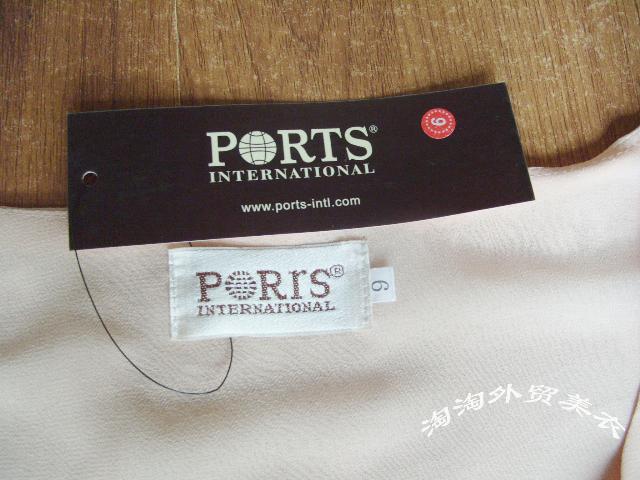 PORTS®
INTERNATIONAL
www.ports-intl.com
6
PORTS®
INTERNATIONAL
6
淘淘外贸美衣